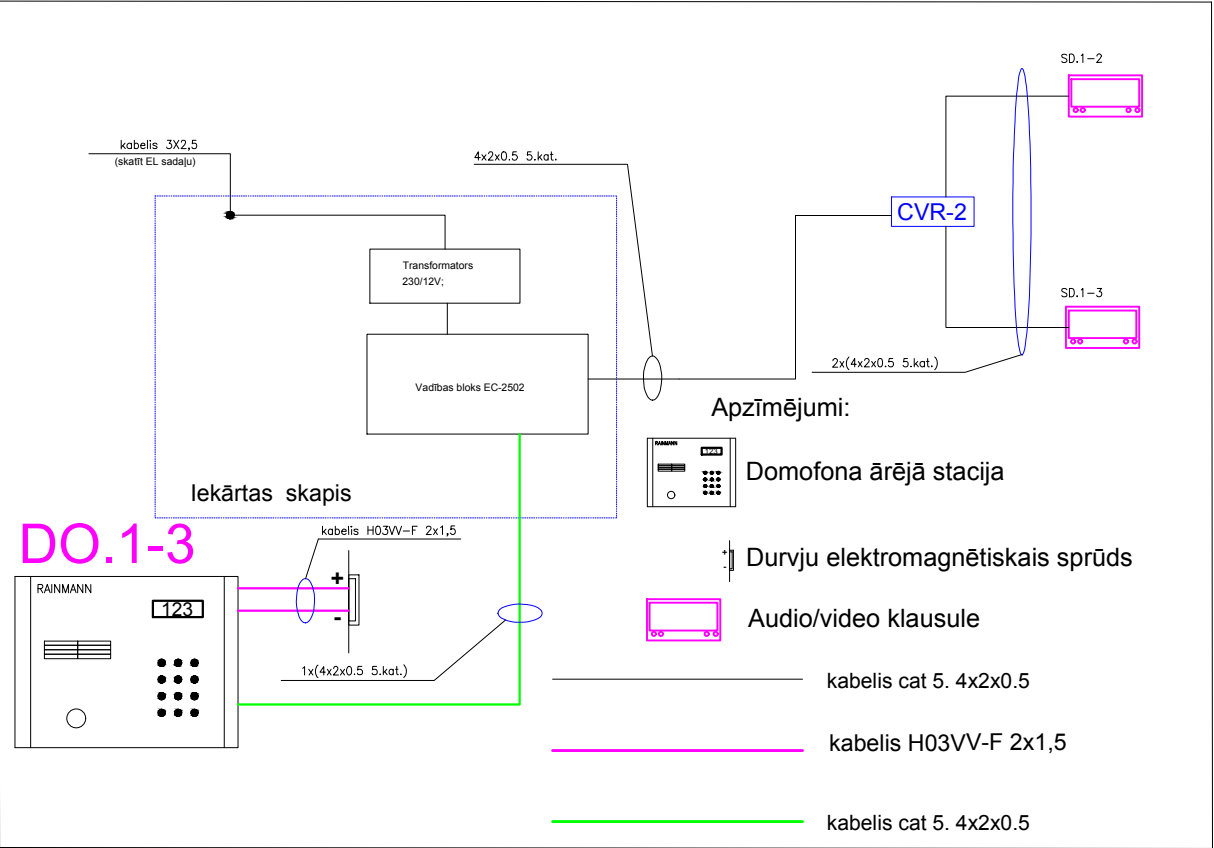 SD.1-2
kabelis 3X2,5
(skatīt EL sadaļu)
4x2x0.5 5.kat.
CVR-2
Transformators
230/12V;
SD.1-3
Vadības bloks EC-2502
2x(4x2x0.5 5.kat.)
Apzīmējumi:
RAINMANN
123
Domofona ārējā stacija
Iekārtas skapis
kabelis H03VV-F 2x1,5
DO.1-3
+
-
Durvju elektromagnētiskais sprūds
+
-
RAINMANN
123
Audio/video klausule
1x(4x2x0.5 5.kat.)
kabelis cat 5. 4x2x0.5
kabelis H03VV-F 2x1,5
kabelis cat 5. 4x2x0.5